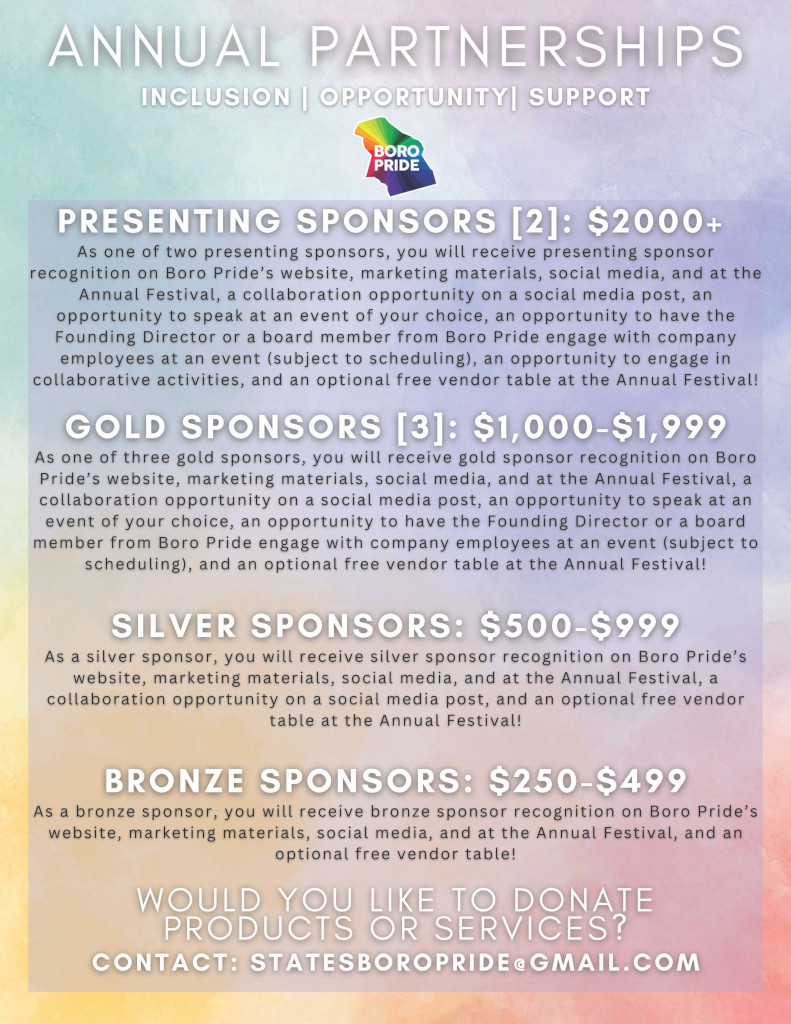 ANNUAL PARTNERSHIPS
INCLUSION | OPPORTUNITY| SUPPORT
BORO
PRIDE
PRESENTING SPONSORS [2]: $2000+
As one of two presenting sponsors, you will receive presenting sponsor
recognition on Boro Pride's website, marketing materials, social media, and at the
Annual Festival, a collaboration opportunity on a social media post, an
opportunity to speak at an event of your choice, an opportunity to have the
Founding Director or a board member from Boro Pride engage with company
employees at an event (subject to scheduling), an opportunity to engage in
collaborative activities, and an optional free vendor table at the Annual Festival!
GOLD SPONSORS [3]: $1,000-$1,999
As one of three gold sponsors, you will receive gold sponsor recognition on Boro
Pride's website, marketing materials, social media, and at the Annual Festival, a
collaboration opportunity on a social media post, an opportunity to speak at an
event of your choice, an opportunity to have the Founding Director or a board
member from Boro Pride engage with company employees at an event (subject to
scheduling), and an optional free vendor table at the Annual Festival!
SILVER SPONSORS: $500-$999
As a silver sponsor, you will receive silver sponsor recognition on Boro Pride's
website, marketing materials, social media, and at the Annual Festival, a
collaboration opportunity on a social media post, and an optional free vendor
table at the Annual Festival!
BRONZE SPONSORS: $250-$499
As a bronze sponsor, you will receive bronze sponsor recognition on Boro Pride's
website, marketing materials, social media, and at the Annual Festival, and an
optional free vendor table!
WOULD YOU LIKE TO DONATE
PRODUCTS OR SERVICES?
CONTACT: STATESBOROPRIDE@GMAIL.COM